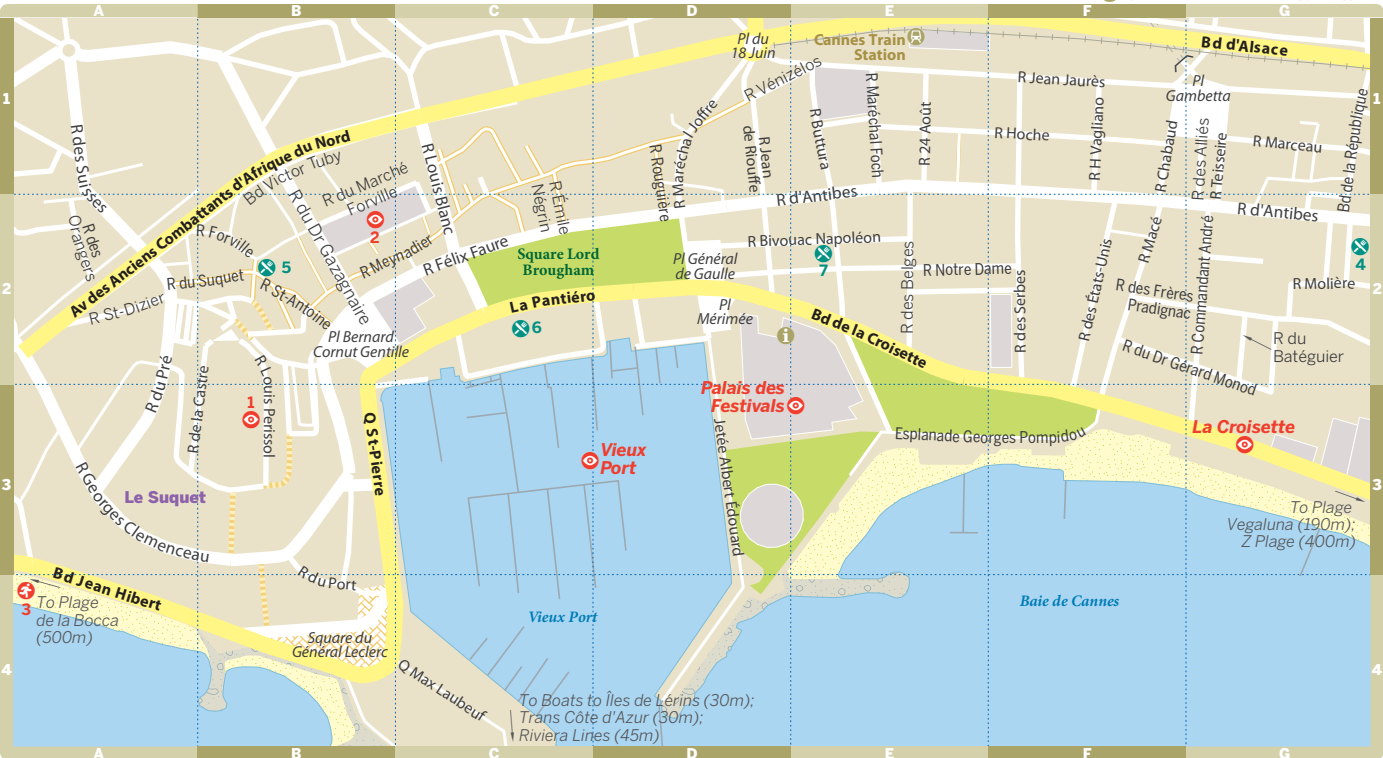 A B C D E F G
Pl du
18 Juin
Cannes Train
Station
Bd d'Alsace
R Vénizélos
R Jean Jaurès
Pl
Gambetta
1
1
R des Suisses
Av des Anciens Combattants d'Afrique du Nord
Bd Victor Tuby
R du Marché
Forville
R Louis Blanc
R Maréchal Joffre
R Rouguière
R Jean
de Riouffe
R Buttura
R Maréchal Foch
R 24 Août
R Hoche
R H Vagliano
R Chabaud
R des Alliés
R Teisseire
R Marceau
Bd de la République
R des
Orangers
R Forville
R du Dr Gazagnaire
2
R Meynadier
R Félix Faure
R Émile
Négrin
R d'Antibes
R d'Antibes
R Bivouac Napoléon
Square Lord
Brougham
Pl Général
de Gaulle
7
R des Belges
R Notre Dame
R Macé
R Commandant André
4
5
R du Suquet
R St-Antoine
R St-Dizier
2
2
La Pantiéro
6
Pl
Mérimée
Bd de la Croisette
R des Serbes
R des États-Unis
R des Frères
Pradignac
R Molière
Pl Bernard
Cornut Gentille
R du Dr Gérard Monod
R du
Batéguier
R du Pré
R de la Castre
1
R Louis Perissol
Q St-Pierre
Palais des
Festivals
Esplanade Georges Pompidou
La Croisette
Vieux
Port
Jetée Albert Édouard
R Georges Clemenceau
Le Suquet
3
3
To Plage
Vegaluna (190m);
Z Plage (400m)
Bd Jean Hibert
R du Port
3
To Plage
de la Bocca
(500m)
Vieux Port
Baie de Cannes
Square du
Général Leclerc
4
4
Q Max Laubeuf
To Boats to Îles de Lérins (30m);
Trans Côte d'Azur (30m);
Riviera Lines (45m)
A B C D E F G